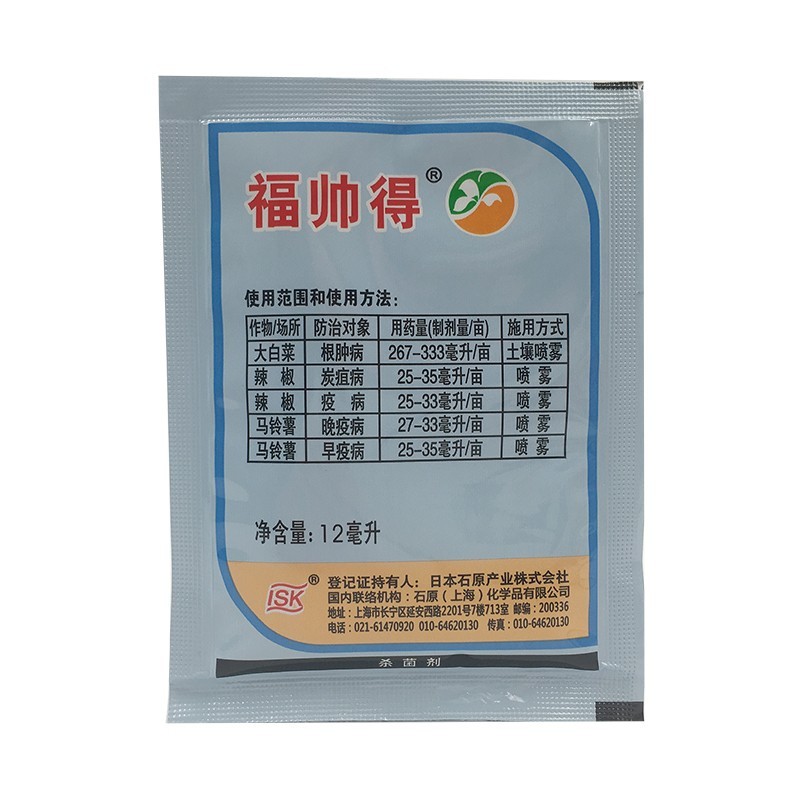 福帅得®
使用范围和使用方法：
作物/场所 防治对象 用药量(制剂量/亩) 施用方式
大白菜 根肿病 267-333毫升/亩 土壤喷雾
辣椒 炭疽病 25-35毫升/亩 喷雾
辣椒 疫病 25-33毫升/亩 喷雾
马铃薯 晚疫病 27-33毫升/亩 喷雾
马铃薯 早疫病 25-35毫升/亩 喷雾
净含量：12毫升
ISK®
登记证持有人：日本石原产业株式会社
国内联络机构：石原（上海）化学品有限公司
地址：上海市长宁区延安西路2201号7楼713室 邮编：200336
电话：021-61470920 010-64620130 传真：010-64620130
杀菌剂